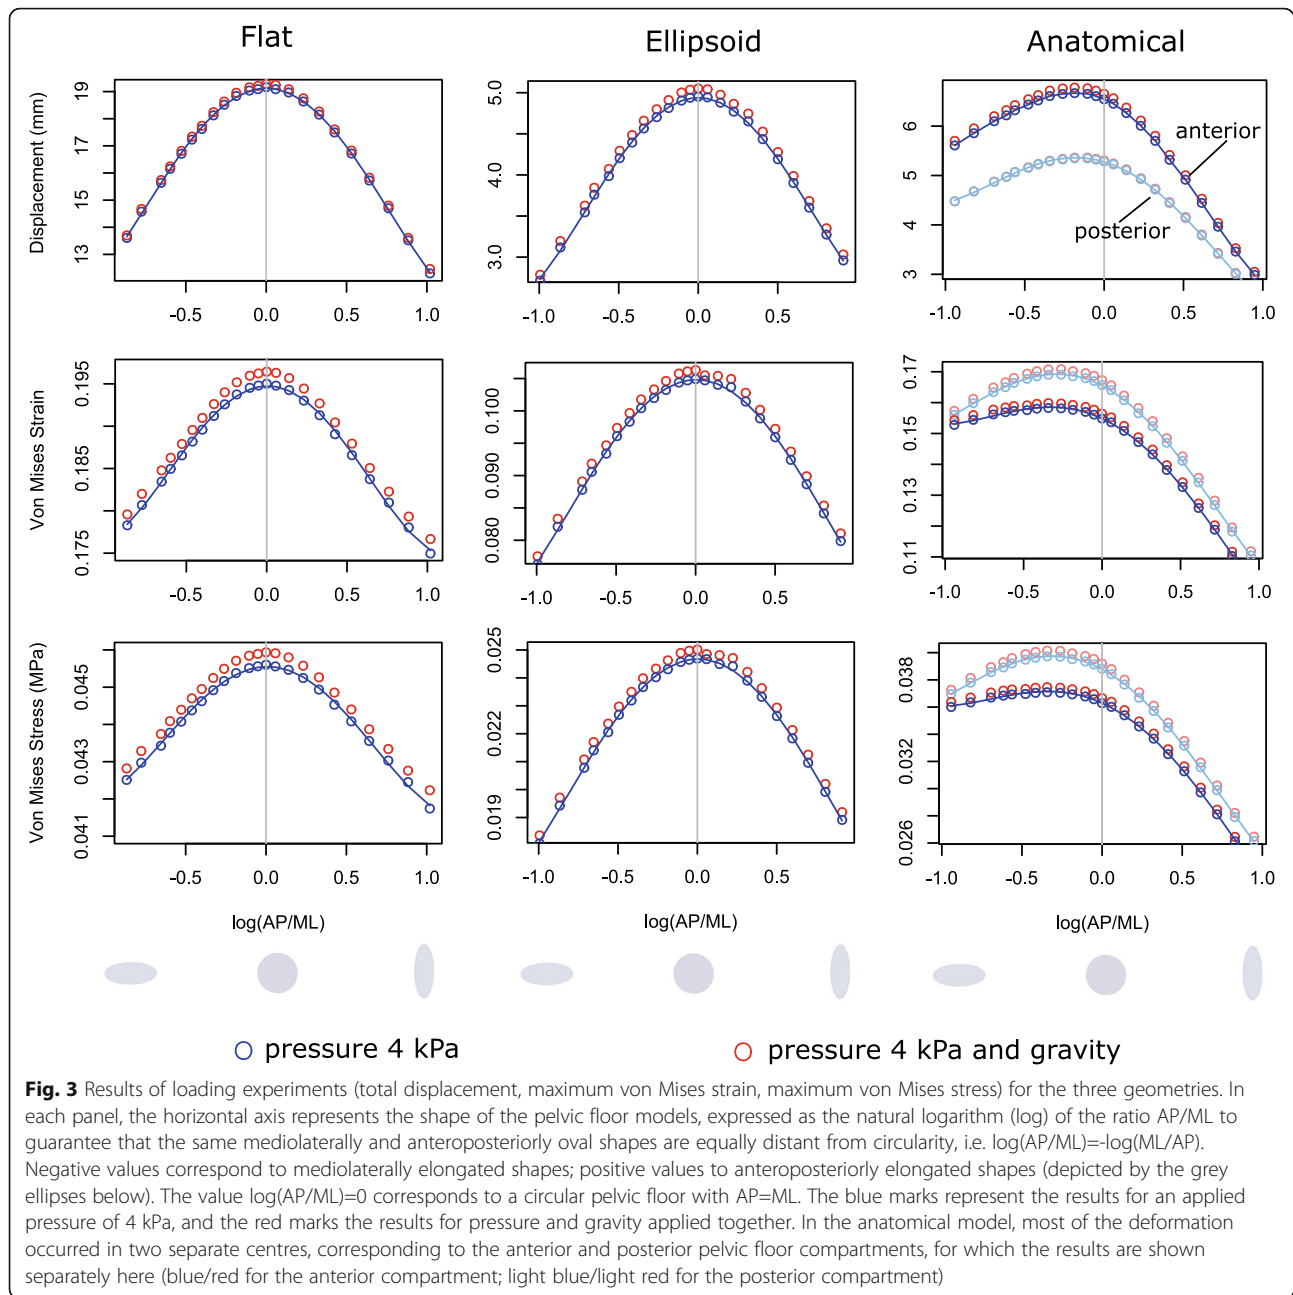 Flat
Ellipsoid
Anatomical
Displacement (mm)
19
17
15
13
-0.5 0.0 0.5 1.0
5.0
4.0
3.0
-1.0 -0.5 0.0 0.5
6
5
4
3
anterior
posterior
-1.0 -0.5 0.0 0.5 1.0
Von Mises Strain
0.195
0.185
0.175
-0.5 0.0 0.5 1.0
0.100
0.090
0.080
-1.0 -0.5 0.0 0.5
0.17
0.15
0.13
0.11
-1.0 -0.5 0.0 0.5 1.0
Von Mises Stress (MPa)
0.045
0.043
0.041
-0.5 0.0 0.5 1.0
0.025
0.022
0.019
-1.0 -0.5 0.0 0.5
0.038
0.032
0.026
-1.0 -0.5 0.0 0.5 1.0
log(AP/ML)
log(AP/ML)
log(AP/ML)
pressure 4 kPa
pressure 4 kPa and gravity
Fig. 3 Results of loading experiments (total displacement, maximum von Mises strain, maximum von Mises stress) for the three geometries. In
each panel, the horizontal axis represents the shape of the pelvic floor models, expressed as the natural logarithm (log) of the ratio AP/ML to
guarantee that the same mediolaterally and anteroposteriorly oval shapes are equally distant from circularity, i.e. log(AP/ML)=-log(ML/AP).
Negative values correspond to mediolaterally elongated shapes; positive values to anteroposteriorly elongated shapes (depicted by the grey
ellipses below). The value log(AP/ML)=0 corresponds to a circular pelvic floor with AP=ML. The blue marks represent the results for an applied
pressure of 4 kPa, and the red marks the results for pressure and gravity applied together. In the anatomical model, most of the deformation
occurred in two separate centres, corresponding to the anterior and posterior pelvic floor compartments, for which the results are shown
separately here (blue/red for the anterior compartment; light blue/light red for the posterior compartment)